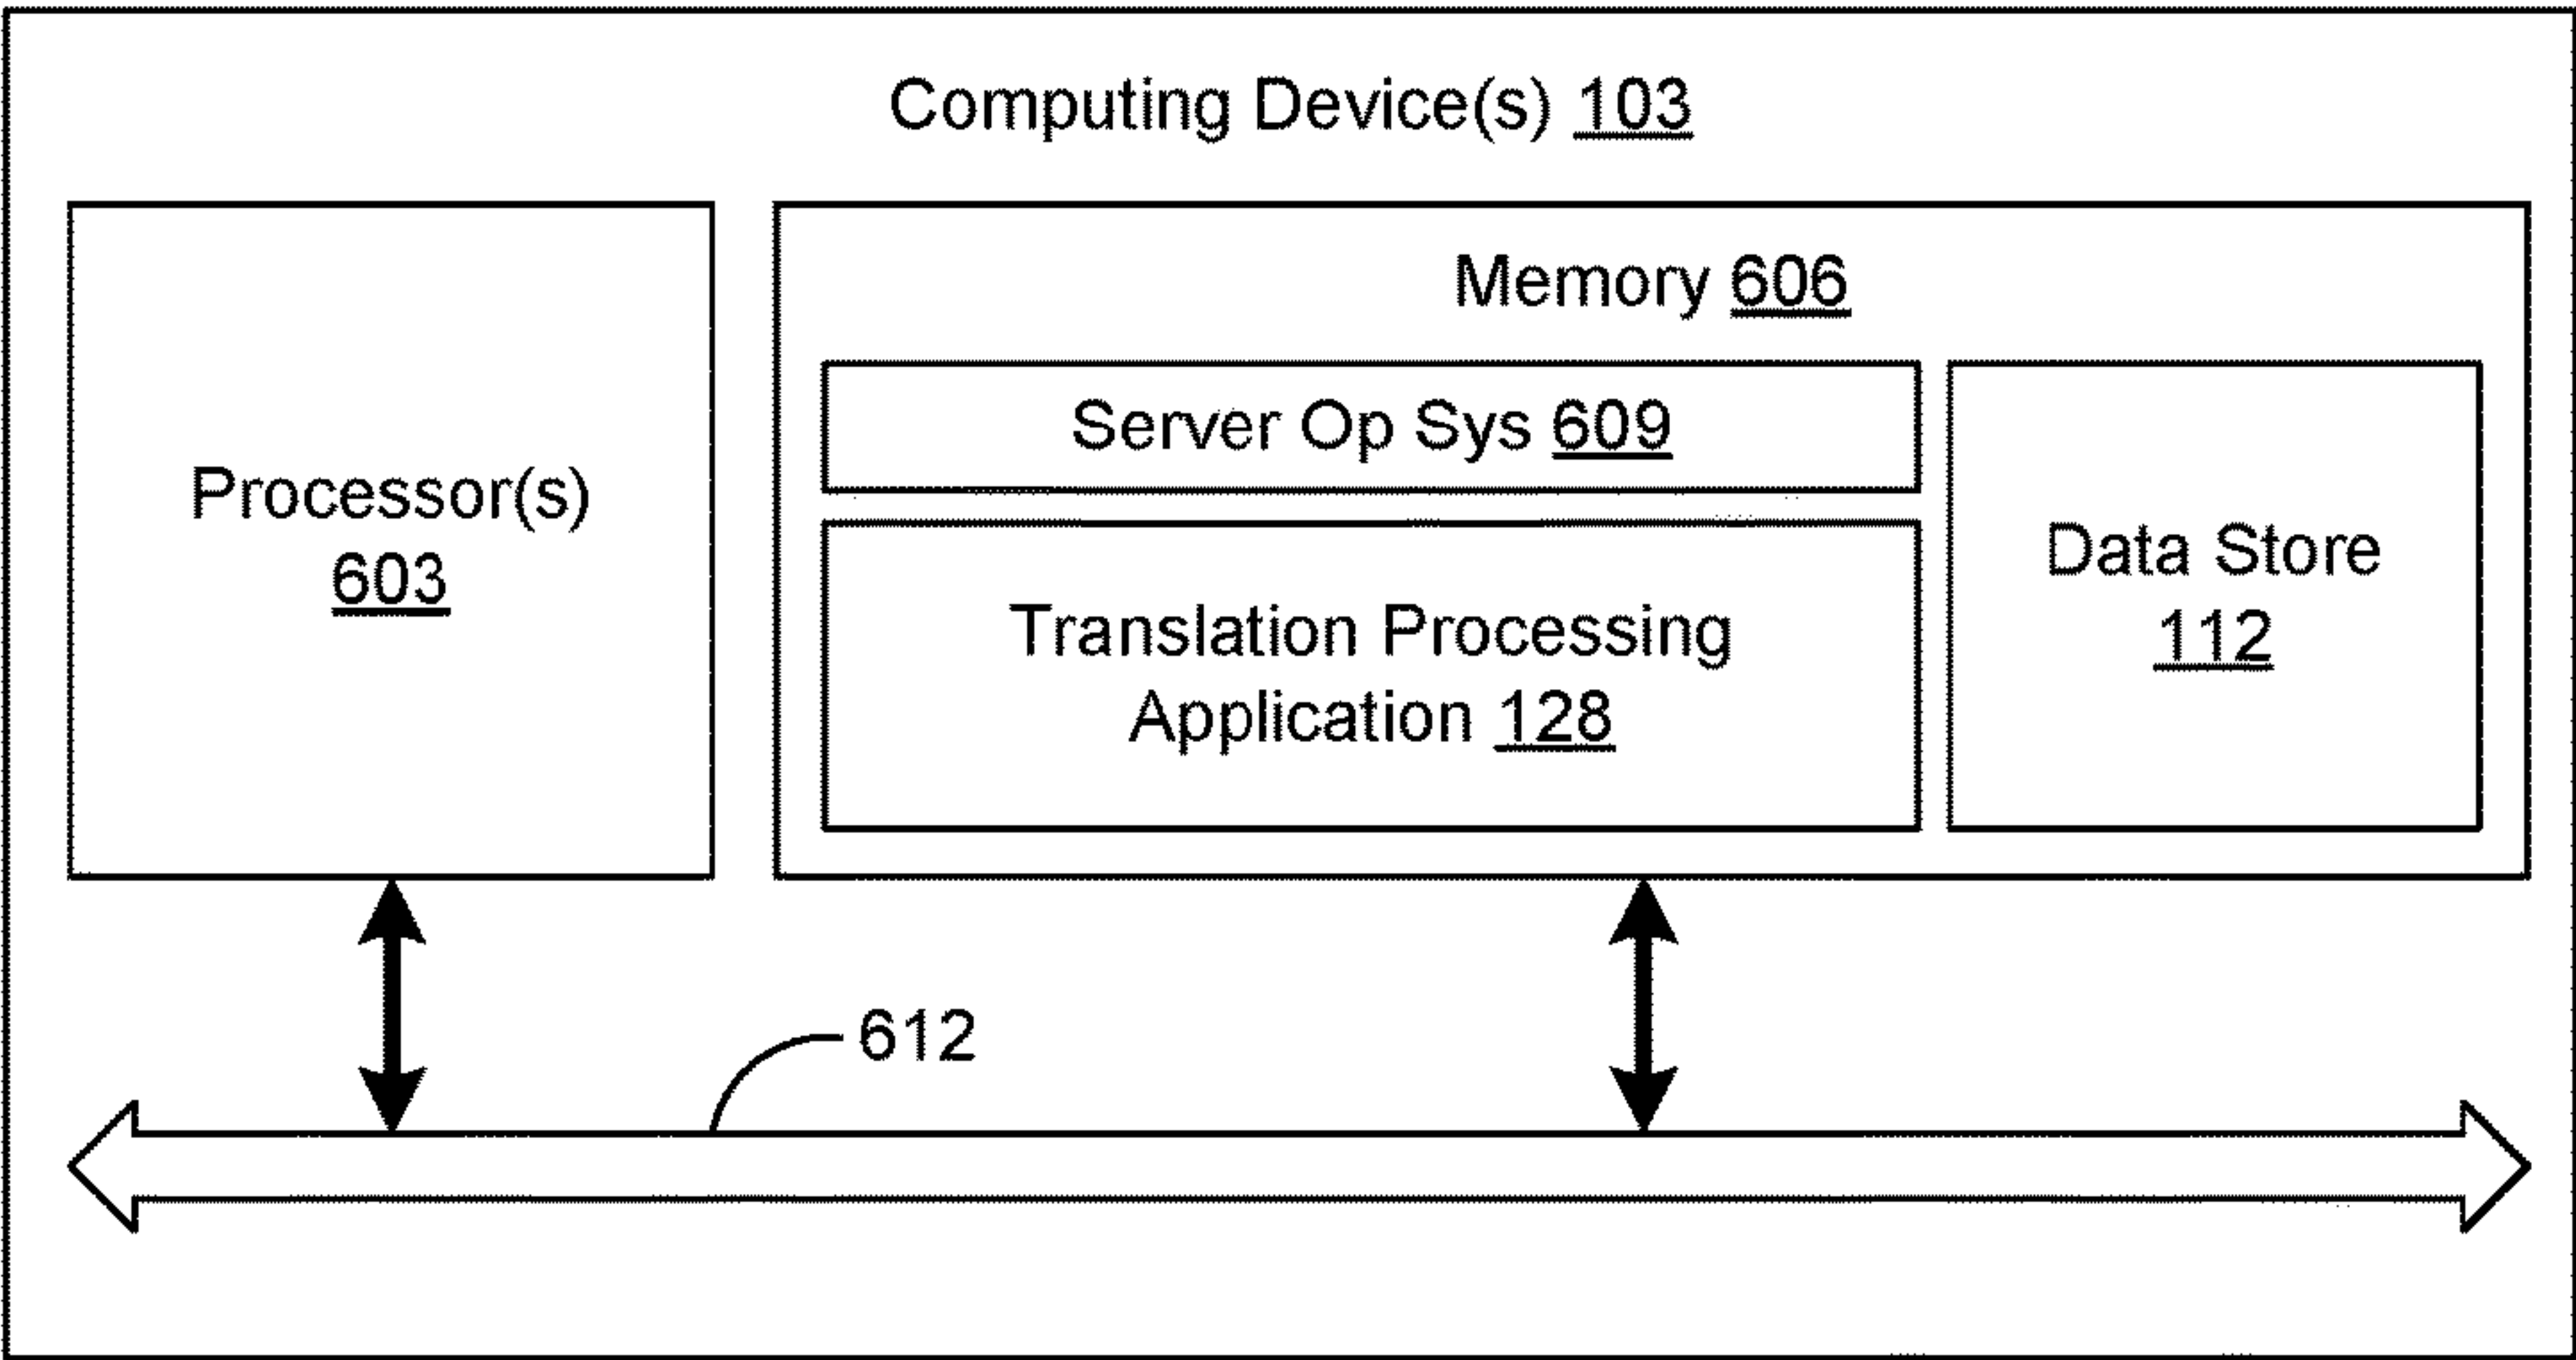 Computing Device(s) 103
Processor(s)
603
Memory 606
Server Op Sys 609
Translation Processing
Application 128
Data Store
112
612